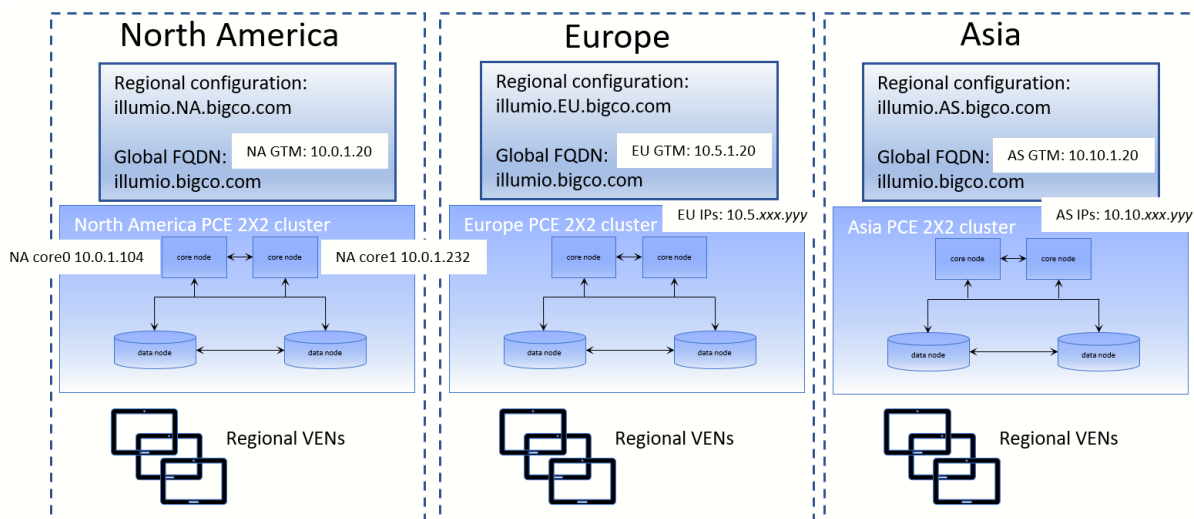 North America
Regional configuration:
illumio.NA.bigco.com
Global FQDN:
NA GTM: 10.0.1.20
illumio.bigco.com
North America PCE 2X2 cluster
NA core0 10.0.1.104
core node
core node
NA core1 10.0.1.232
data node
data node
Regional VENs
Europe
Regional configuration:
illumio.EU.bigco.com
Global FQDN:
EU GTM: 10.5.1.20
illumio.bigco.com
EU IPs: 10.5.xxx.yyy
Europe PCE 2X2 cluster
core node
core node
data node
data node
Regional VENs
Asia
Regional configuration:
illumio.AS.bigco.com
Global FQDN:
AS GTM: 10.10.1.20
illumio.bigco.com
AS IPs: 10.10.xxx.yyy
Asia PCE 2X2 cluster
core node
core node
data node
data node
Regional VENs